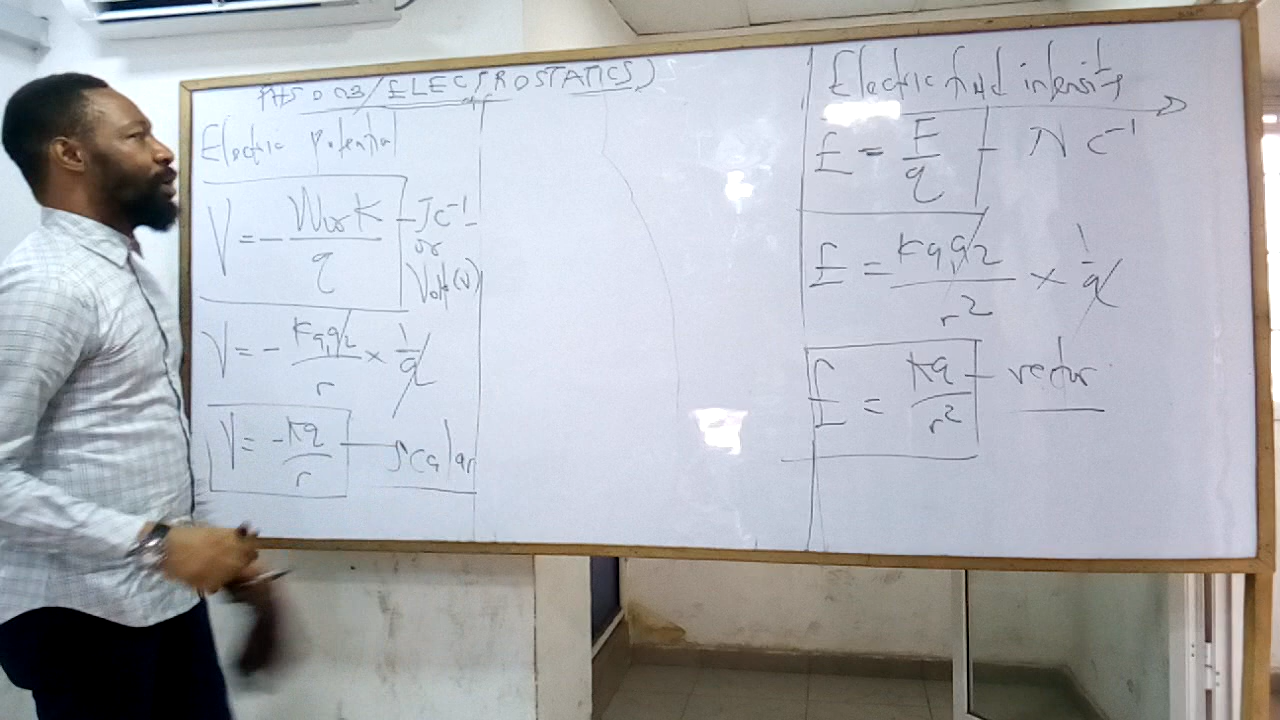 PHS 003/ELECTROSTATICS)
Electric potential
V = - Work / q - JC⁻¹
or
Volt(V)
V = - Kq₁q₂ / r × 1/q
V = - Kq / r - scalar
Electric field intensity
E = F / q - NC⁻¹
E = Kq₁q₂ / r² × 1/q
E = Kq / r² - vector